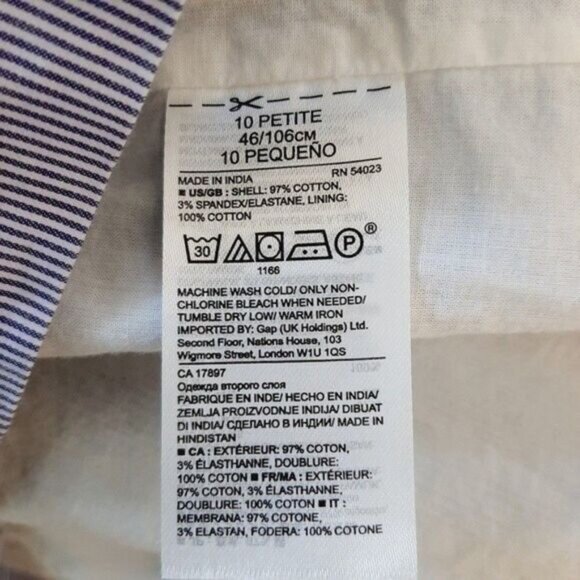 10 PETITE
46/106CM
10 PEQUEÑO
MADE IN INDIA RN 54023
■ US/GB : SHELL: 97% COTTON,
3% SPANDEX/ELASTANE, LINING:
100% COTTON
30 P ®
1166
MACHINE WASH COLD/ ONLY NON-
CHLORINE BLEACH WHEN NEEDED/
TUMBLE DRY LOW/ WARM IRON
IMPORTED BY: Gap (UK Holdings) Ltd.
Second Floor, Nations House, 103
Wigmore Street, London W1U 1QS
CA 17897
Одежда второго слоя
FABRIQUE EN INDE/ HECHO EN INDIA/
ZEMLJA PROIZVODNJE INDIJA/ DIBUAT
DI INDIA/ СДЕЛАНО В ИНДИИ/ MADE IN
HINDISTAN
■ CA : EXTÉRIEUR: 97% COTON,
3% ÉLASTHANNE, DOUBLURE:
100% COTON ■ FR/MA : EXTÉRIEUR:
97% COTON, 3% ÉLASTHANNE,
DOUBLURE: 100% COTON ■ IT :
MEMBRANA: 97% COTONE,
3% ELASTAN, FODERA: 100% COTONE